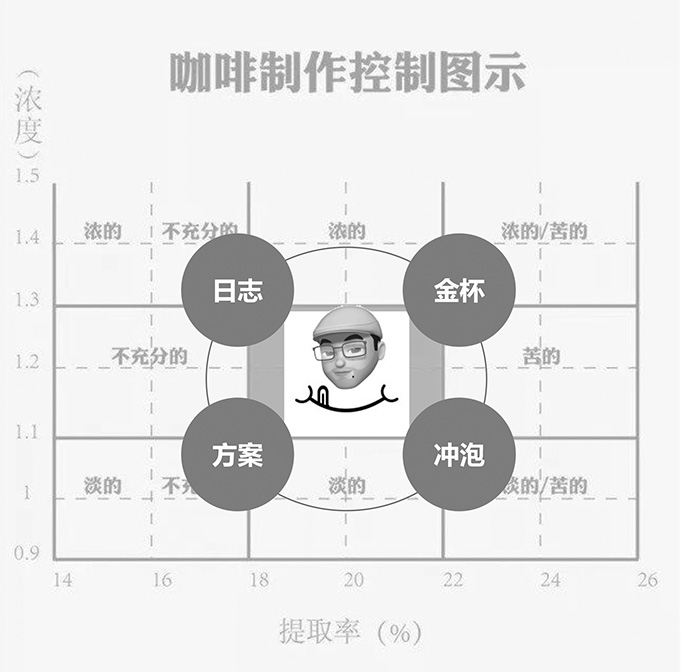 咖啡制作控制图示
（浓度）
1.5
浓的 不充分的 浓的 浓的/苦的
1.4
日志 金杯
1.3
不充分的 苦的
1.2
1.1
方案 冲泡
淡的 不充 淡的 淡的/苦的
1
0.9
14 16 18 20 22 24 26
提取率（%）